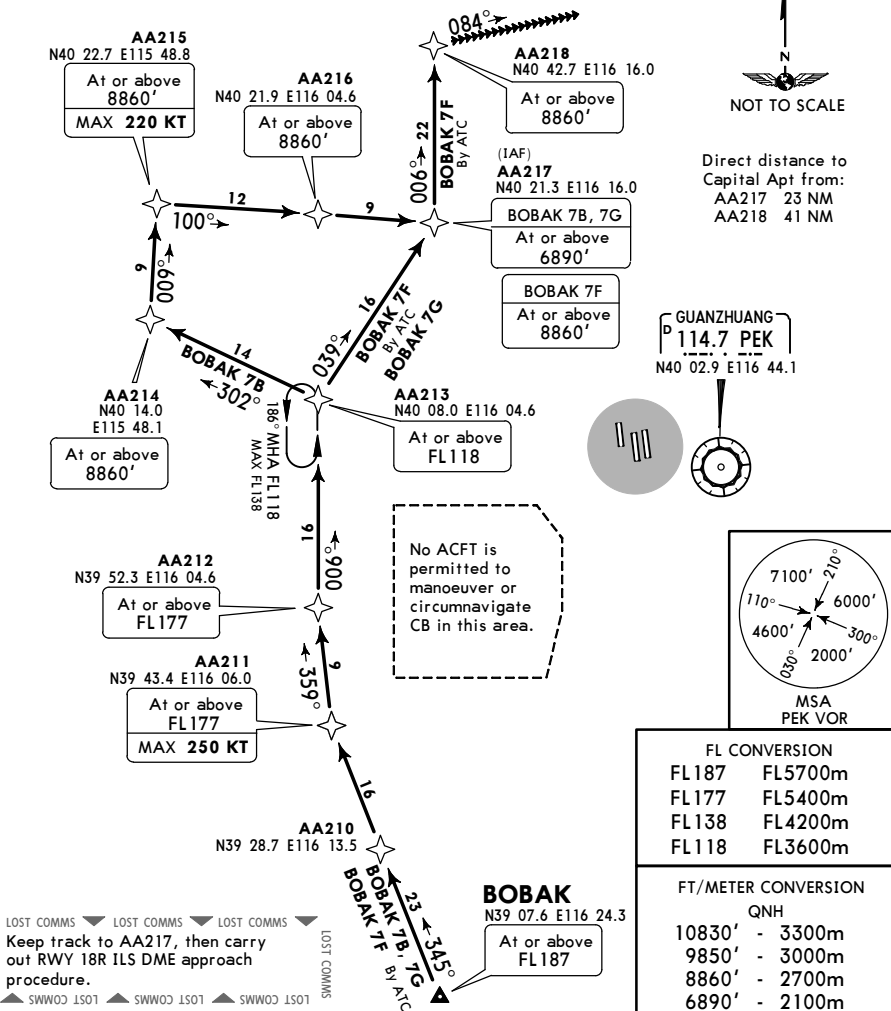 AA215
N40 22.7 E115 48.8
At or above
8860'
MAX 220 KT
AA216
N40 21.9 E116 04.6
At or above
8860'
084°
AA218
N40 42.7 E116 16.0
At or above
8860'
N
NOT TO SCALE
Direct distance to
Capital Apt from:
AA217 23 NM
AA218 41 NM
006°
22
BOBAK 7F
By ATC
(IAF)
AA217
N40 21.3 E116 16.0
BOBAK 7B, 7G
At or above
6890'
BOBAK 7F
At or above
8860'
12
100°
9
9
009°
16
039°
BOBAK 7F
By ATC
BOBAK 7G
14
BOBAK 7B
302°
AA214
N40 14.0
E115 48.1
At or above
8860'
186° MHA FL118
MAX FL138
AA213
N40 08.0 E116 04.6
At or above
FL118
GUANZHUANG
D 114.7 PEK
N40 02.9 E116 44.1
16
006°
No ACFT is
permitted to
manoeuver or
circumnavigate
CB in this area.
AA212
N39 52.3 E116 04.6
At or above
FL177
9
359°
AA211
N39 43.4 E116 06.0
At or above
FL177
MAX 250 KT
7100'
210°
110°
6000'
4600'
300°
030°
2000'
MSA
PEK VOR
16
AA210
N39 28.7 E116 13.5
23
345°
BOBAK 7B, 7G
BOBAK 7F By ATC
BOBAK
N39 07.6 E116 24.3
At or above
FL187
FL CONVERSION
FL187 FL5700m
FL177 FL5400m
FL138 FL4200m
FL118 FL3600m
FT/METER CONVERSION
QNH
10830' - 3300m
9850' - 3000m
8860' - 2700m
6890' - 2100m
LOST COMMS LOST COMMS LOST COMMS
LOST COMMS
Keep track to AA217, then carry
out RWY 18R ILS DME approach
procedure.
LOST COMMS LOST COMMS LOST COMMS